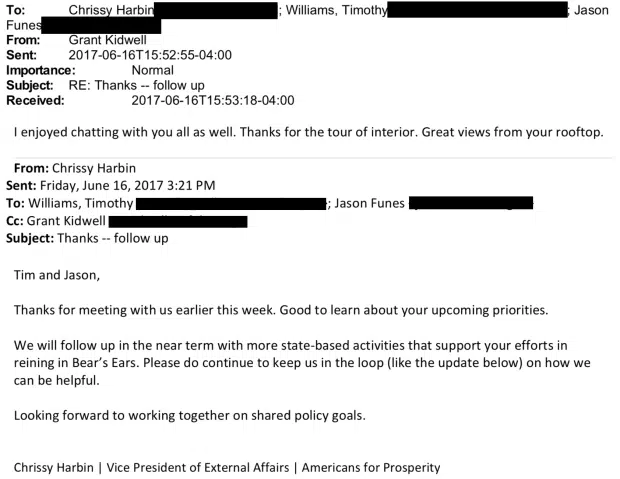 To: Chrissy Harbin ; Williams, Timothy ; Jason
Funes
From: Grant Kidwell
Sent: 2017-06-16T15:52:55-04:00
Importance: Normal
Subject: RE: Thanks -- follow up
Received: 2017-06-16T15:53:18-04:00
I enjoyed chatting with you all as well. Thanks for the tour of interior. Great views from your rooftop.
From: Chrissy Harbin
Sent: Friday, June 16, 2017 3:21 PM
To: Williams, Timothy ; Jason Funes
Cc: Grant Kidwell
Subject: Thanks -- follow up
Tim and Jason,
Thanks for meeting with us earlier this week. Good to learn about your upcoming priorities.
We will follow up in the near term with more state-based activities that support your efforts in
reining in Bear’s Ears. Please do continue to keep us in the loop (like the update below) on how we
can be helpful.
Looking forward to working together on shared policy goals.
Chrissy Harbin | Vice President of External Affairs | Americans for Prosperity